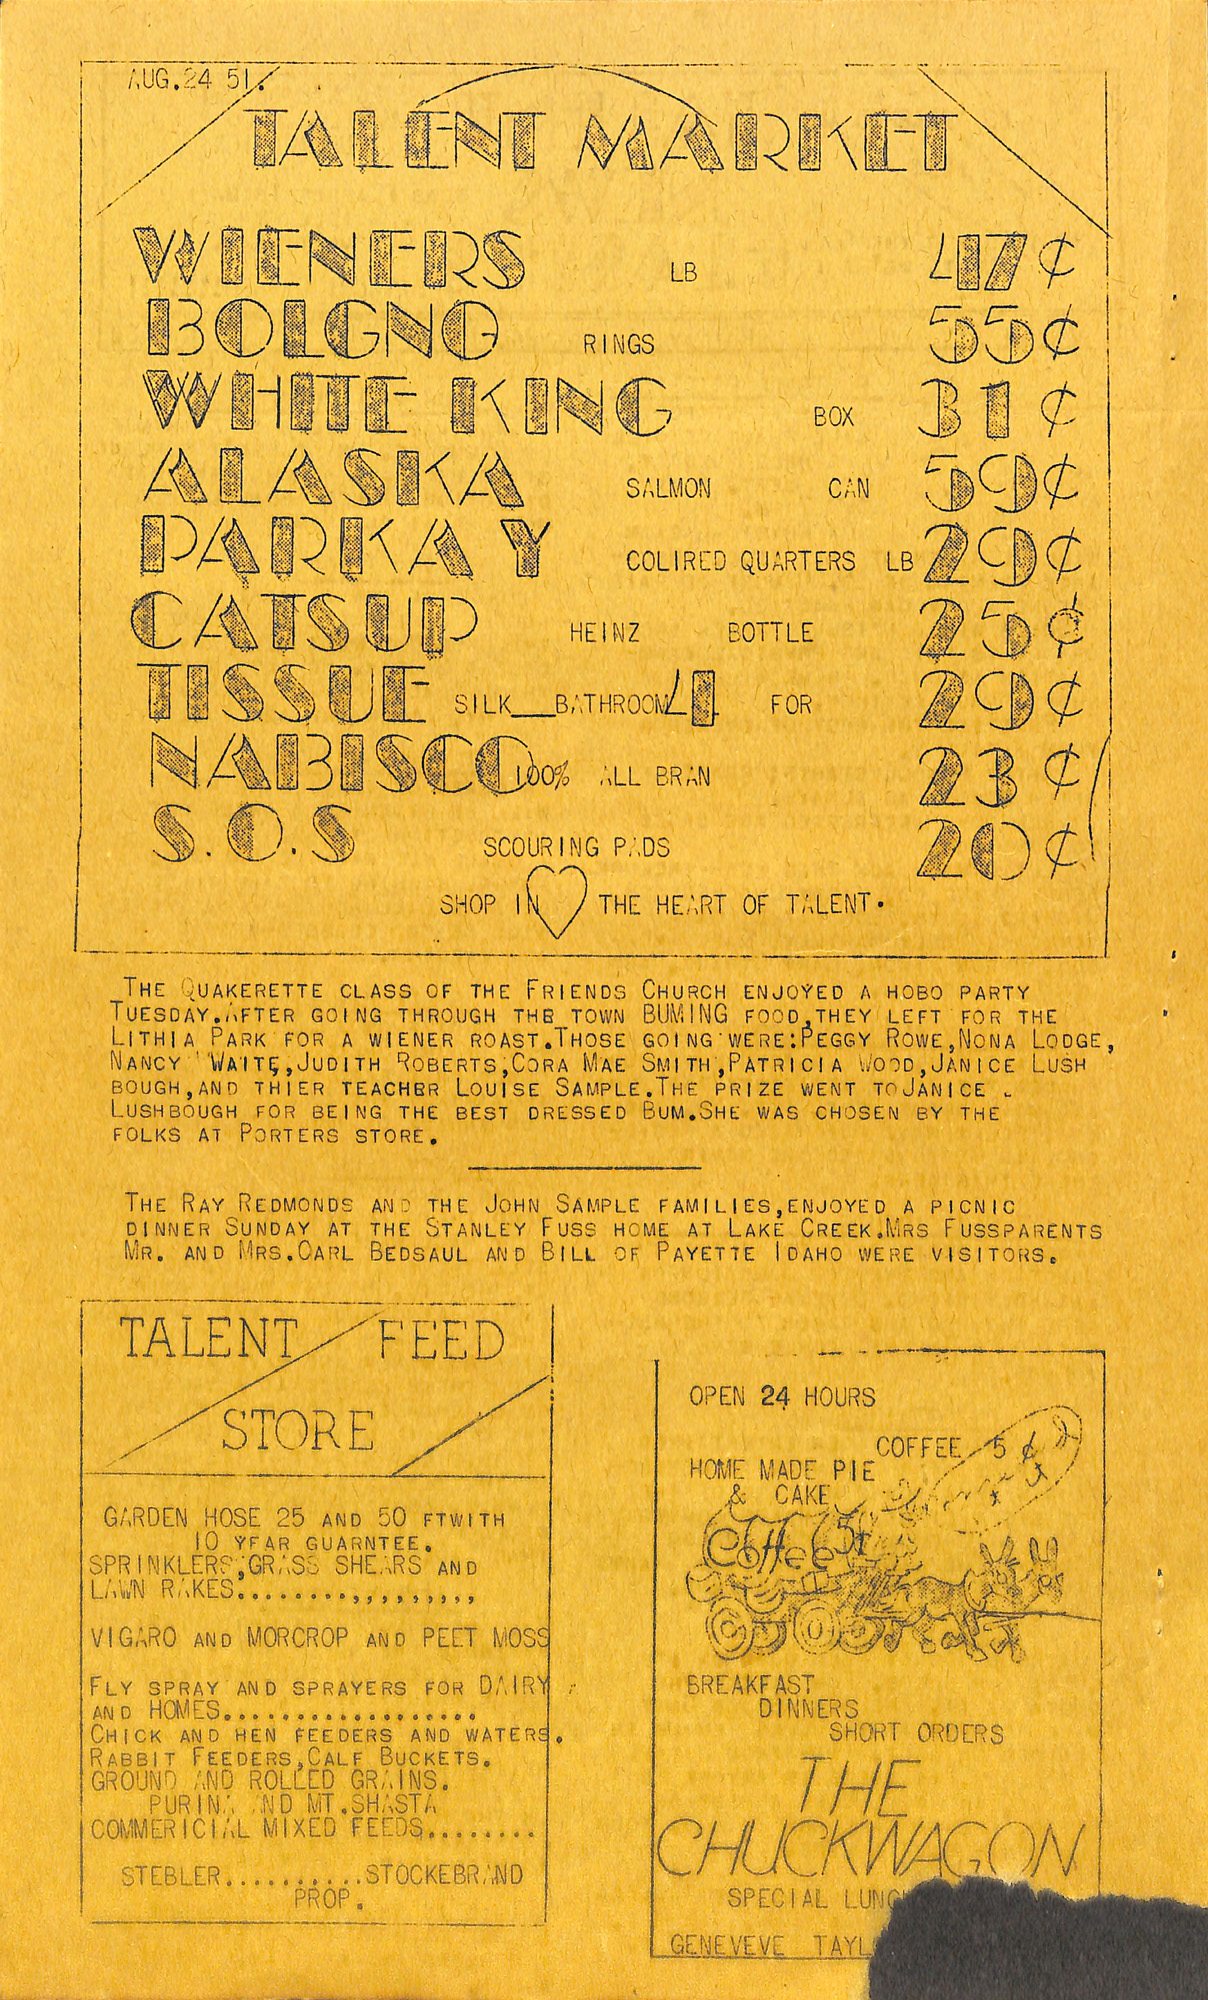 AUG.24 51.
TALENT MARKET
WIENERS LB 47¢
BOLGNO RINGS 55¢
WHITE KING BOX 31¢
ALASKA SALMON CAN 59¢
PARKAY COLIRED QUARTERS LB 29¢
CATSUP HEINZ BOTTLE 25¢
TISSUE SILK__BATHROOM 4 FOR 29¢
NABISCO 100% ALL BRAN 23¢
S.O.S SCOURING PADS 20¢
SHOP IN THE HEART OF TALENT.
THE QUAKERETTE CLASS OF THE FRIENDS CHURCH ENJOYED A HOBO PARTY
TUESDAY.AFTER GOING THROUGH THE TOWN BUMING FOOD,THEY LEFT FOR THE
LITHIA PARK FOR A WIENER ROAST.THOSE GOING WERE:PEGGY ROWE,NONA LODGE,
NANCY WAITE,JUDITH ROBERTS,CORA MAE SMITH,PATRICIA WOOD,JANICE LUSH
BOUGH,AND THIER TEACHER LOUISE SAMPLE.THE PRIZE WENT TO JANICE
LUSHBOUGH FOR BEING THE BEST DRESSED BUM.SHE WAS CHOSEN BY THE
FOLKS AT PORTERS STORE.
THE RAY REDMONDS AND THE JOHN SAMPLE FAMILIES,ENJOYED A PICNIC
DINNER SUNDAY AT THE STANLEY FUSS HOME AT LAKE CREEK.MRS FUSSPARENTS
MR. AND MRS.CARL BEDSAUL AND BILL OF PAYETTE IDAHO WERE VISITORS.
TALENT FEED
STORE
GARDEN HOSE 25 AND 50 FTWITH
10 YEAR GUARNTEE.
SPRINKLERS,GRASS SHEARS AND
LAWN RAKES..........,,,,,,,,,
VIGARO AND MORCROP AND PEET MOSS
FLY SPRAY AND SPRAYERS FOR DAIRY
AND HOMES..................
CHICK AND HEN FEEDERS AND WATERS.
RABBIT FEEDERS,CALF BUCKETS.
GROUND AND ROLLED GRAINS.
PURINA AND MT.SHASTA
COMMERICIAL MIXED FEEDS........
STEBLER..........STOCKEBRAND
PROP.
OPEN 24 HOURS
COFFEE 5 ¢
HOME MADE PIE
& CAKE
Coffee 5¢
BREAKFAST
DINNERS
SHORT ORDERS
THE
CHUCKWAGON
SPECIAL
GENEVEVE